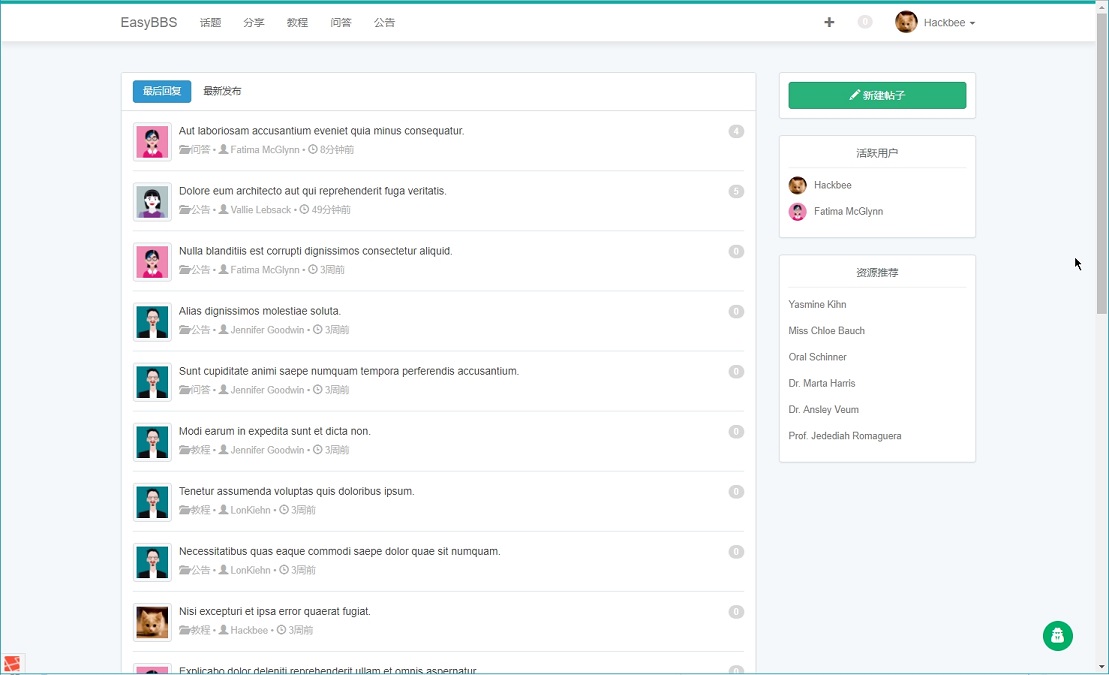 EasyBBS 话题 分享 教程 问答 公告 0 Hackbee
最后回复 最新发布
Aut laboriosam accusantium eveniet quia minus consequatur. 4
问答 • Fatima McGlynn • 8分钟前
Dolore eum architecto aut qui reprehenderit fuga veritatis. 5
公告 • Vallie Lebsack • 49分钟前
Nulla blanditiis est corrupti dignissimos consectetur aliquid. 0
公告 • Fatima McGlynn • 3周前
Alias dignissimos molestiae soluta. 0
公告 • Jennifer Goodwin • 3周前
Sunt cupiditate animi saepe numquam tempora perferendis accusantium. 0
问答 • Jennifer Goodwin • 3周前
Modi earum in expedita sunt et dicta non. 0
教程 • Jennifer Goodwin • 3周前
Tenetur assumenda voluptas quis doloribus ipsum. 0
教程 • LonKiehn • 3周前
Necessitatibus quas eaque commodi saepe dolor quae sit numquam. 0
公告 • LonKiehn • 3周前
Nisi excepturi et ipsa error quaerat fugiat. 0
教程 • Hackbee • 3周前
Explicabo dolor deleniti reprehenderit ullam et omnis aspernatur. 0
新建帖子
活跃用户
Hackbee
Fatima McGlynn
资源推荐
Yasmine Kihn
Miss Chloe Bauch
Oral Schinner
Dr. Marta Harris
Dr. Ansley Veum
Prof. Jedediah Romaguera